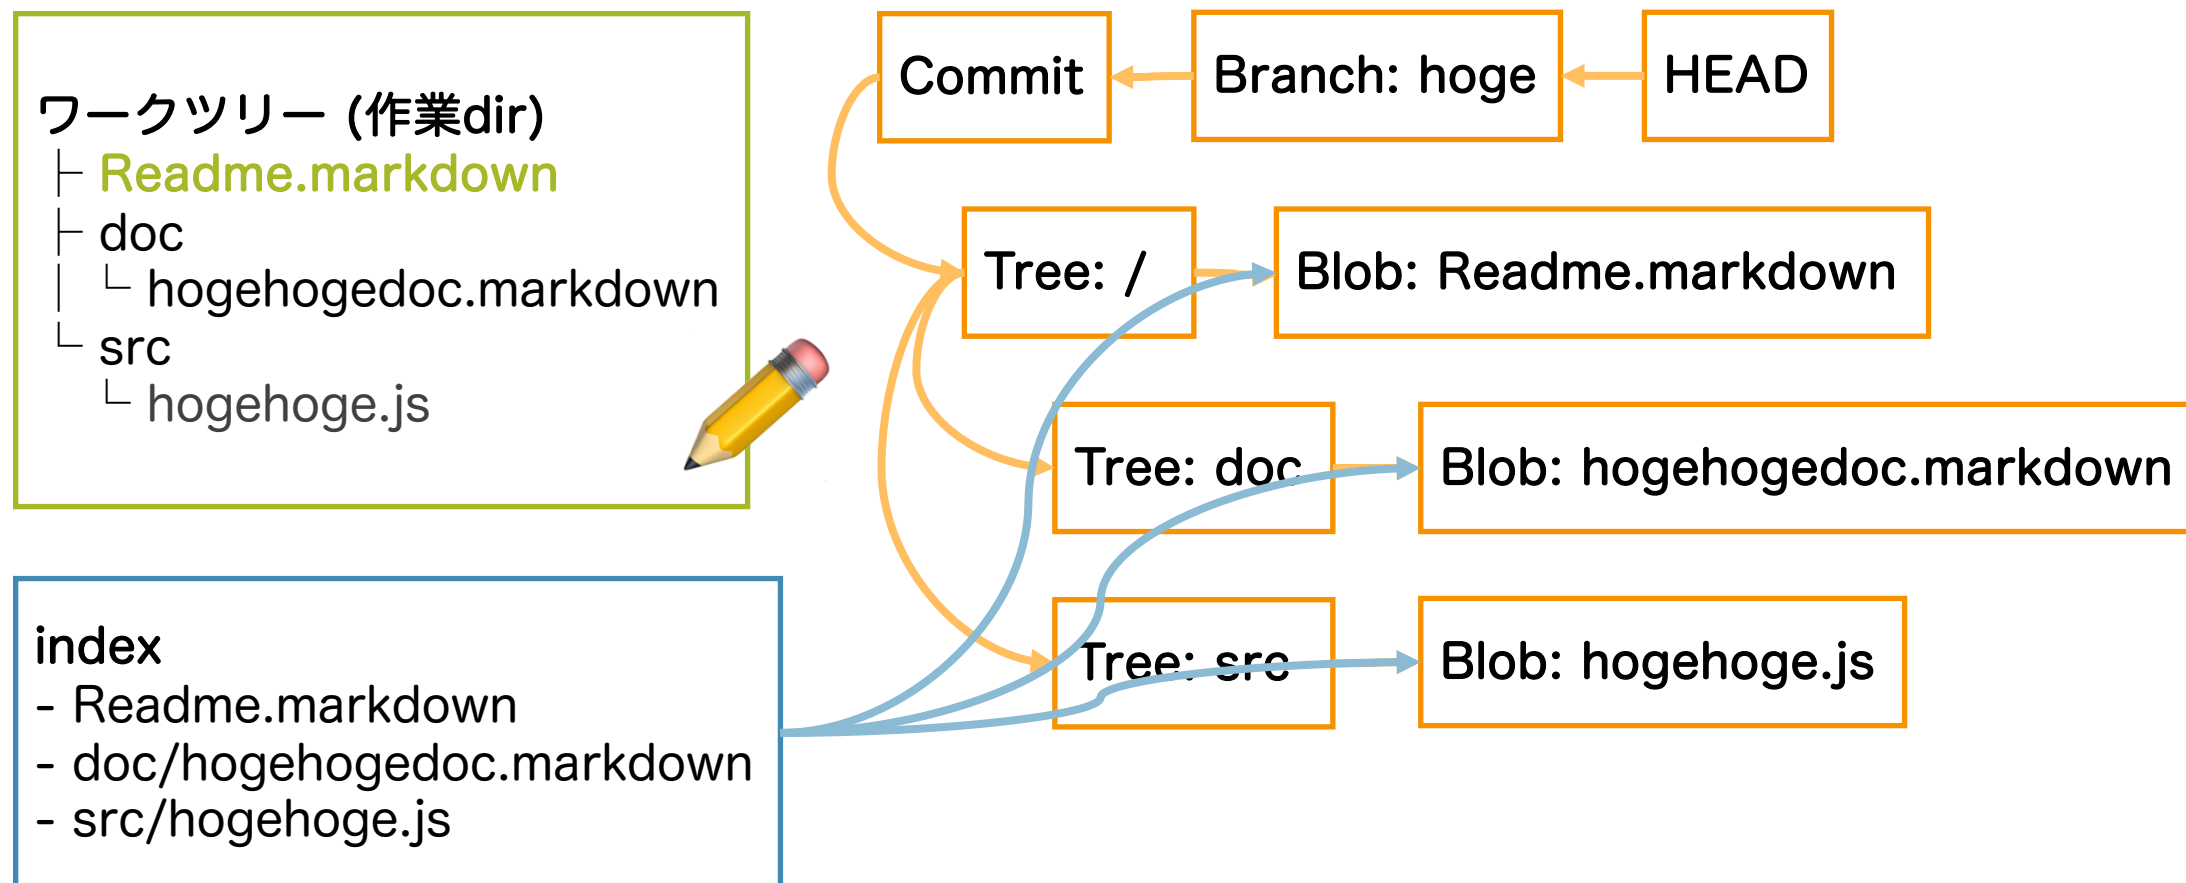 ワークツリー (作業dir)
├ Readme.markdown
├ doc
│ └ hogehogedoc.markdown
└ src
└ hogehoge.js
index
- Readme.markdown
- doc/hogehogedoc.markdown
- src/hogehoge.js
Commit
Branch: hoge
HEAD
Tree: /
Blob: Readme.markdown
Tree: doc
Blob: hogehogedoc.markdown
Tree: src
Blob: hogehoge.js